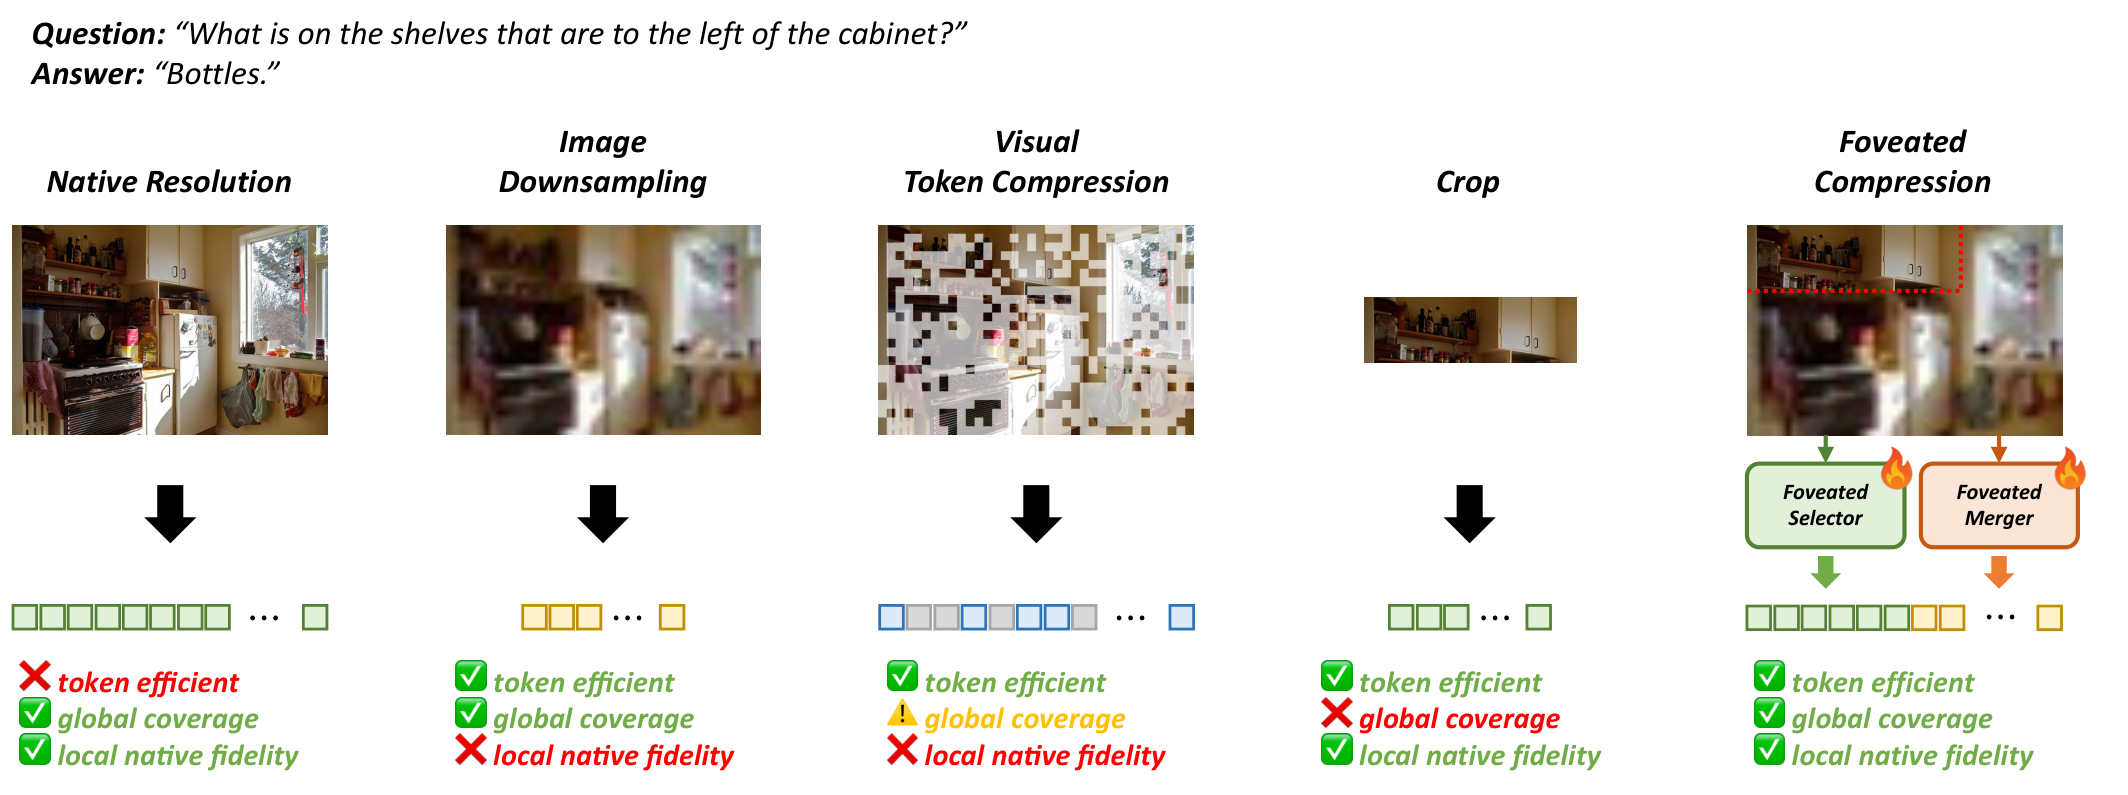 Question: “What is on the shelves that are to the left of the cabinet?”
Answer: “Bottles.”
Native Resolution
Image
Downsampling
Visual
Token Compression
Crop
Foveated
Compression
Foveated
Selector
Foveated
Merger
...
...
...
...
...
token efficient
global coverage
local native fidelity
token efficient
global coverage
local native fidelity
token efficient
global coverage
local native fidelity
token efficient
global coverage
local native fidelity
token efficient
global coverage
local native fidelity